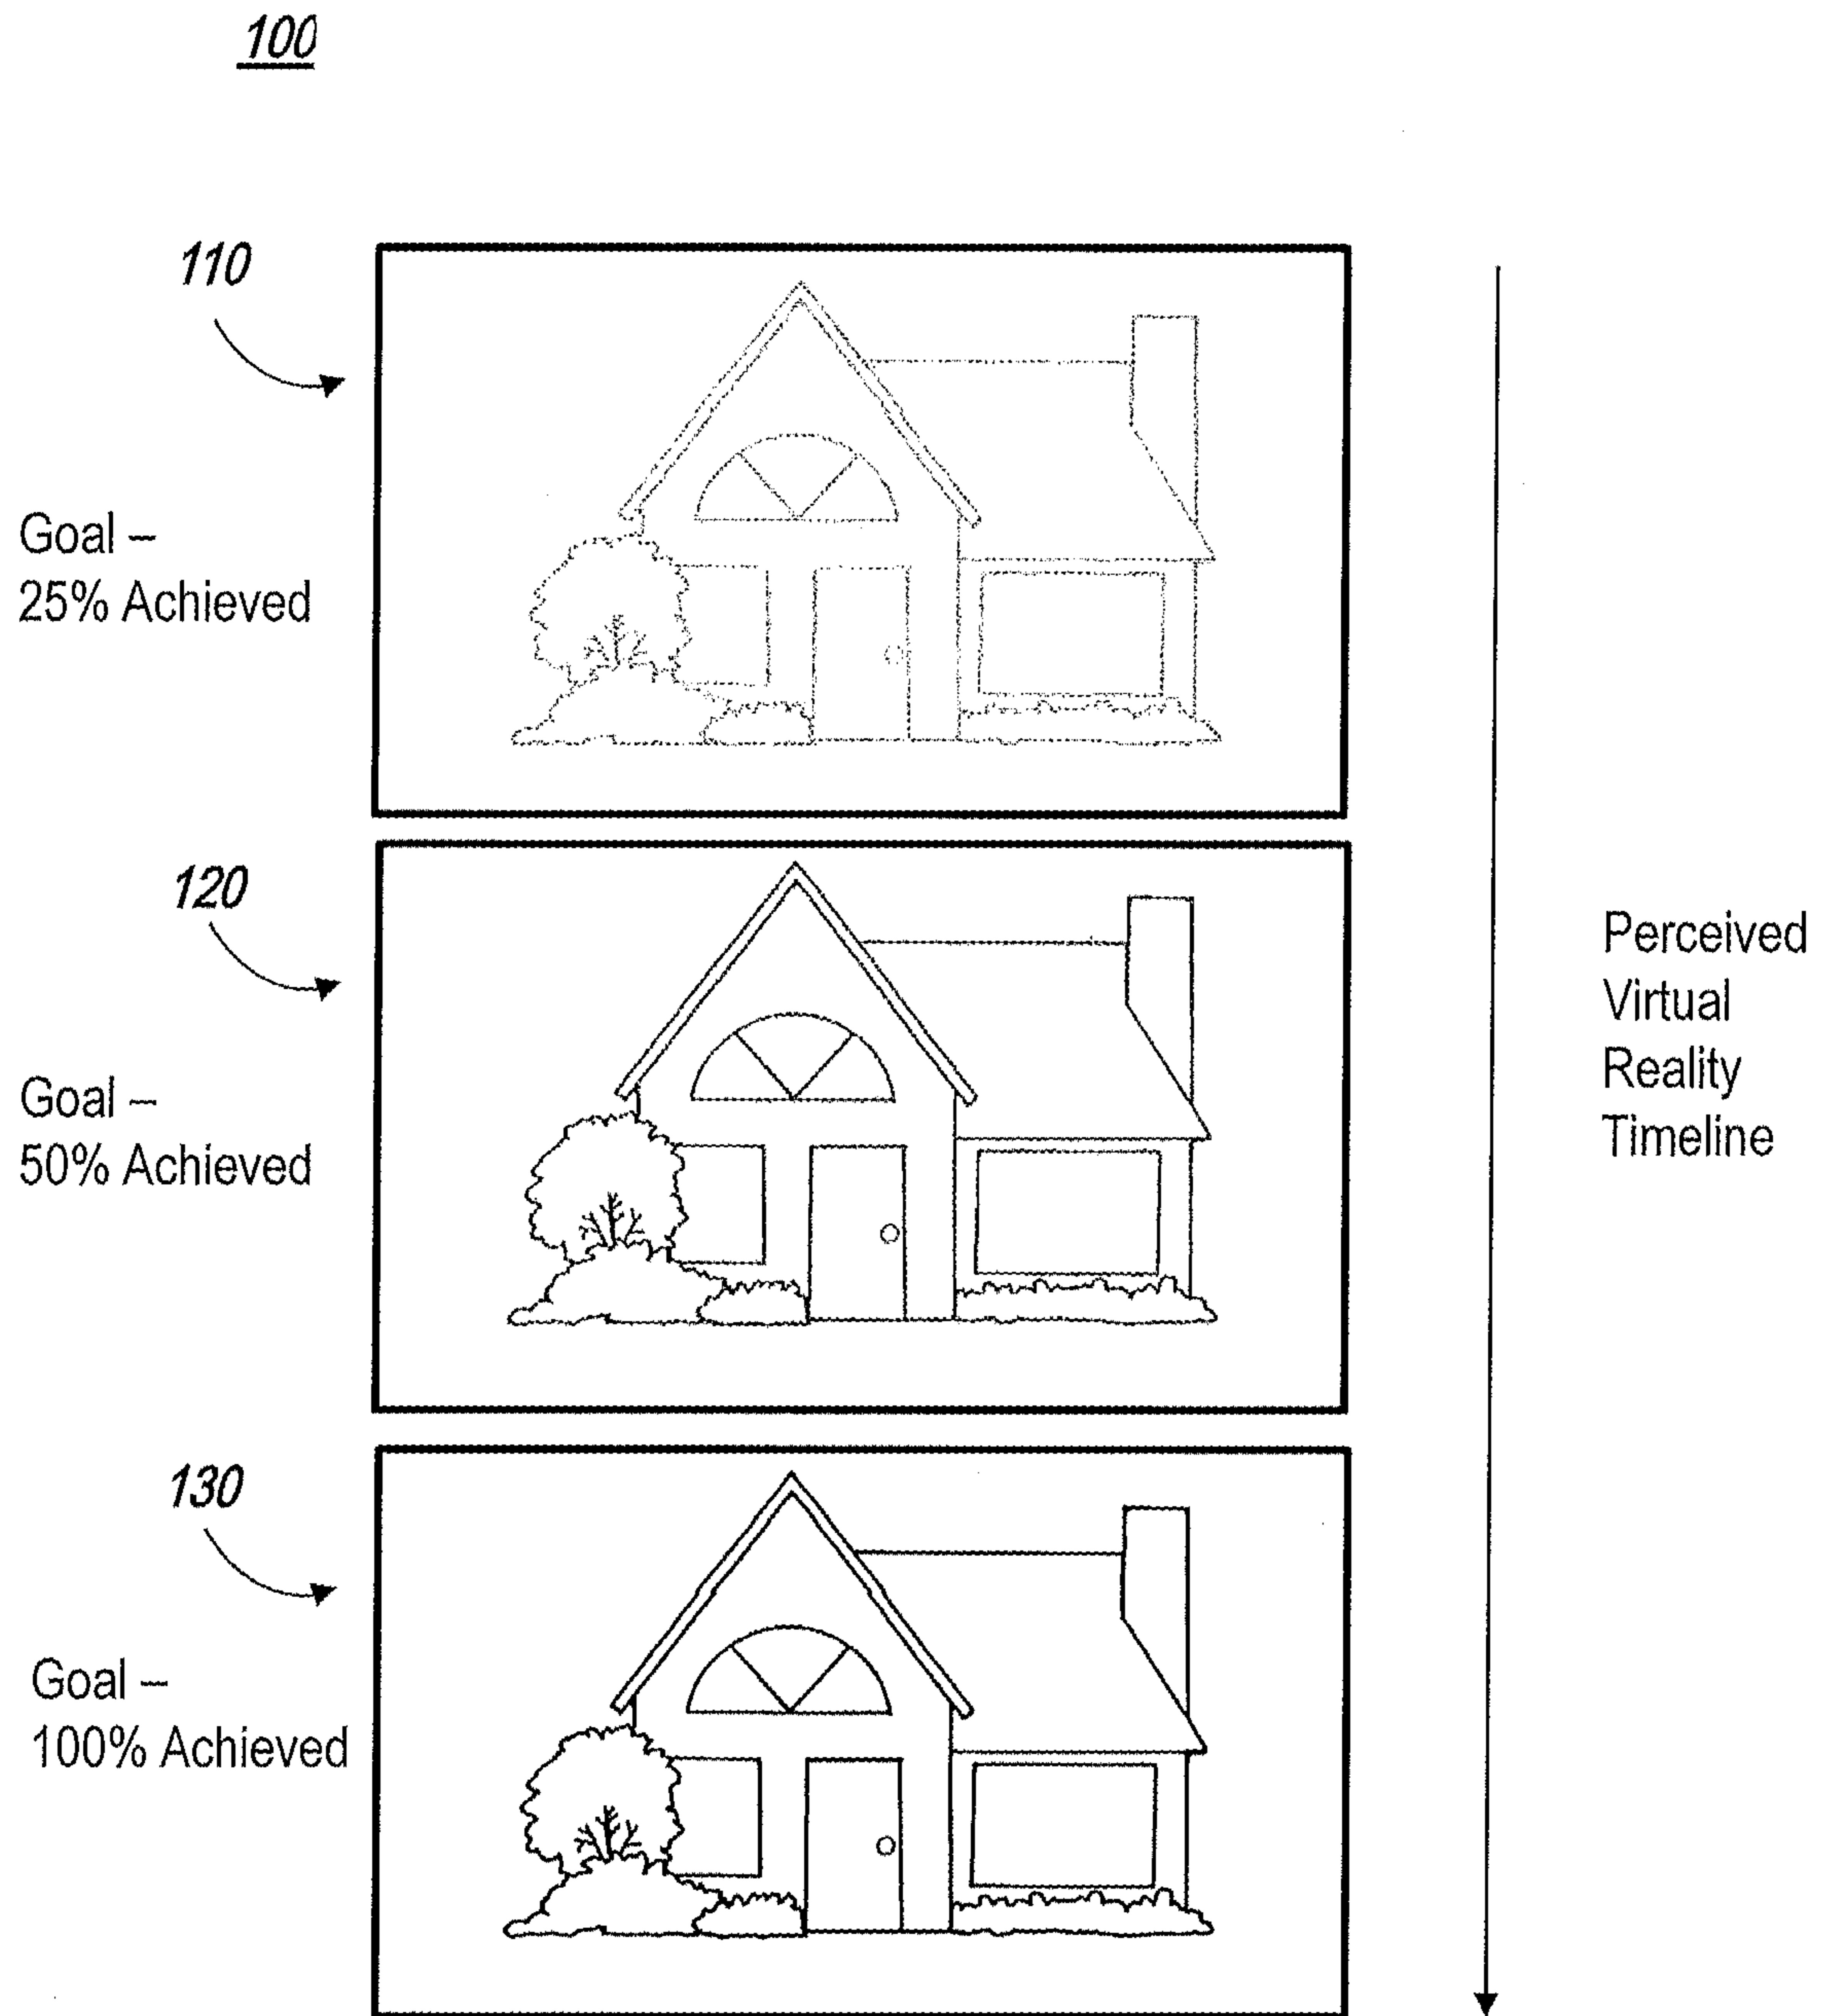 100
110
Goal –
25% Achieved
120
Goal –
50% Achieved
Perceived
Virtual
Reality
Timeline
130
Goal –
100% Achieved